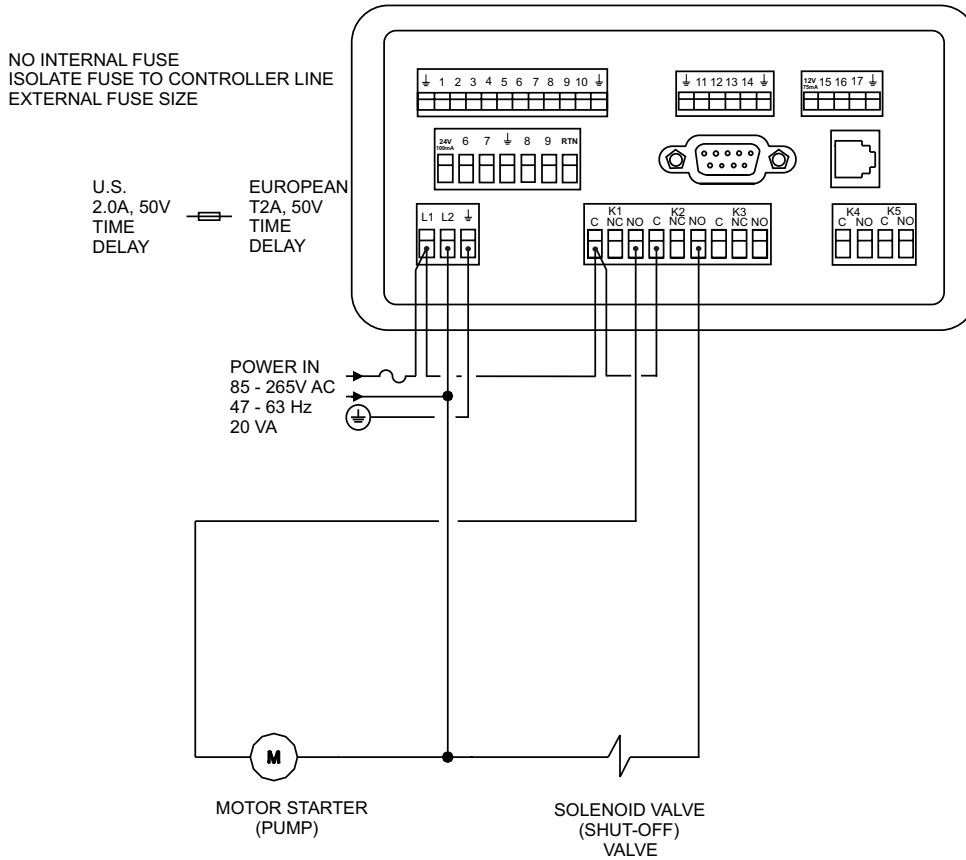 NO INTERNAL FUSE
ISOLATE FUSE TO CONTROLLER LINE
EXTERNAL FUSE SIZE
U.S.
2.0A, 50V
TIME
DELAY
EUROPEAN
T2A, 50V
TIME
DELAY
1 2 3 4 5 6 7 8 9 10
11 12 13 14
12V
75mA
15 16 17
24V
100mA
6 7 8 9 RTN
L1 L2
K1 K2 K3
C NC NO C NC NO C NC NO
K4 K5
C NO C NO
POWER IN
85 - 265V AC
47 - 63 Hz
20 VA
M
MOTOR STARTER
(PUMP)
SOLENOID VALVE
(SHUT-OFF)
VALVE